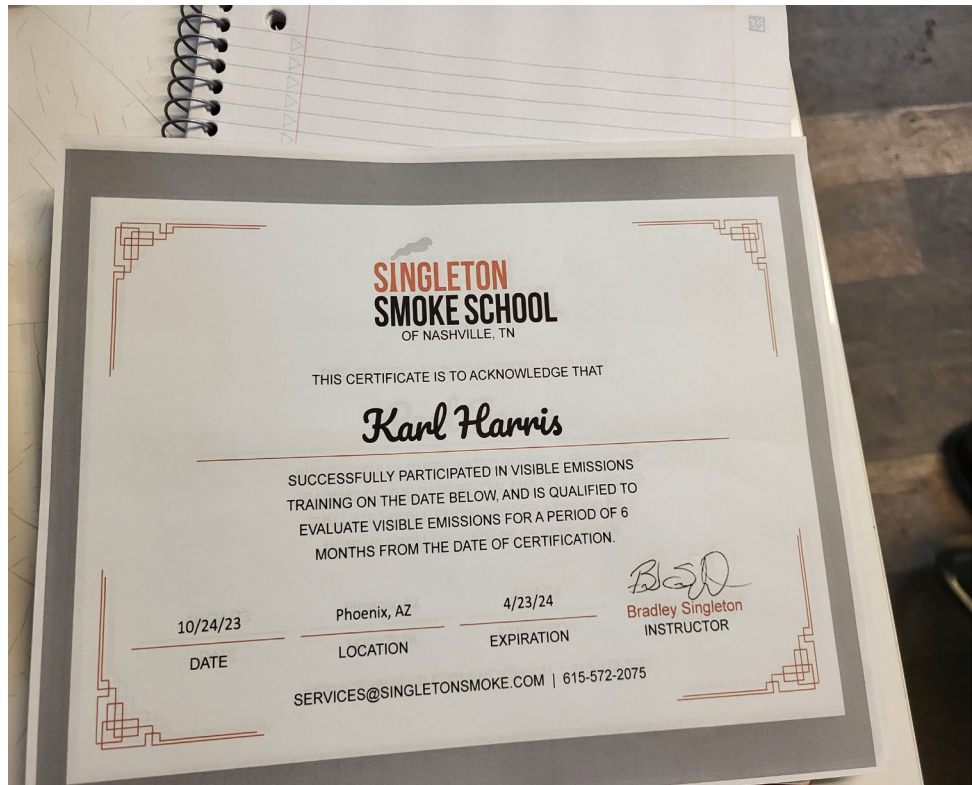 SINGLETON
SMOKE SCHOOL
OF NASHVILLE, TN
THIS CERTIFICATE IS TO ACKNOWLEDGE THAT
Karl Harris
SUCCESSFULLY PARTICIPATED IN VISIBLE EMISSIONS
TRAINING ON THE DATE BELOW, AND IS QUALIFIED TO
EVALUATE VISIBLE EMISSIONS FOR A PERIOD OF 6
MONTHS FROM THE DATE OF CERTIFICATION.
10/24/23
DATE
Phoenix, AZ
LOCATION
4/23/24
EXPIRATION
Bradley Singleton
INSTRUCTOR
SERVICES@SINGLETONSMOKE.COM | 615-572-2075